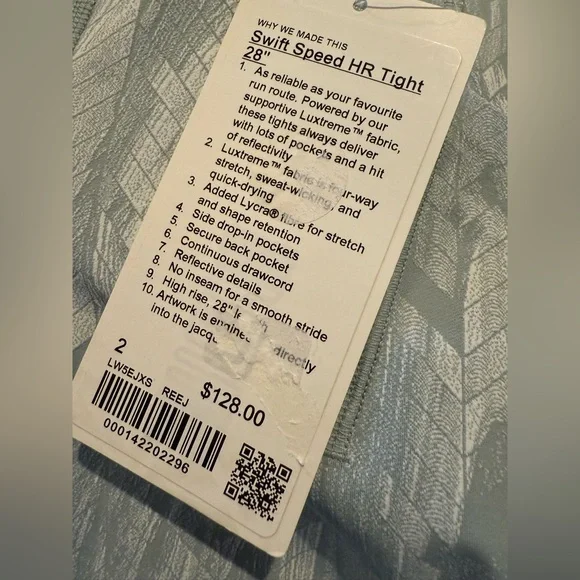 WHY WE MADE THIS
Swift Speed HR Tight
28"
1. As reliable as your favourite
run route. Powered by our
supportive Luxtreme™ fabric,
these tights always deliver
with lots of pockets and a hit
of reflectivity
2. Luxtreme™ fabric is four-way
stretch, sweat-wicking, and
quick-drying
3. Added Lycra® fibre for stretch
and shape retention
4. Side drop-in pockets
5. Secure back pocket
6. Continuous drawcord
7. Reflective details
8. No inseam for a smooth stride
9. High rise, 28"
10. Artwork is directly
into the
2
LW5EJXS REEJ
$128.00
000142202296